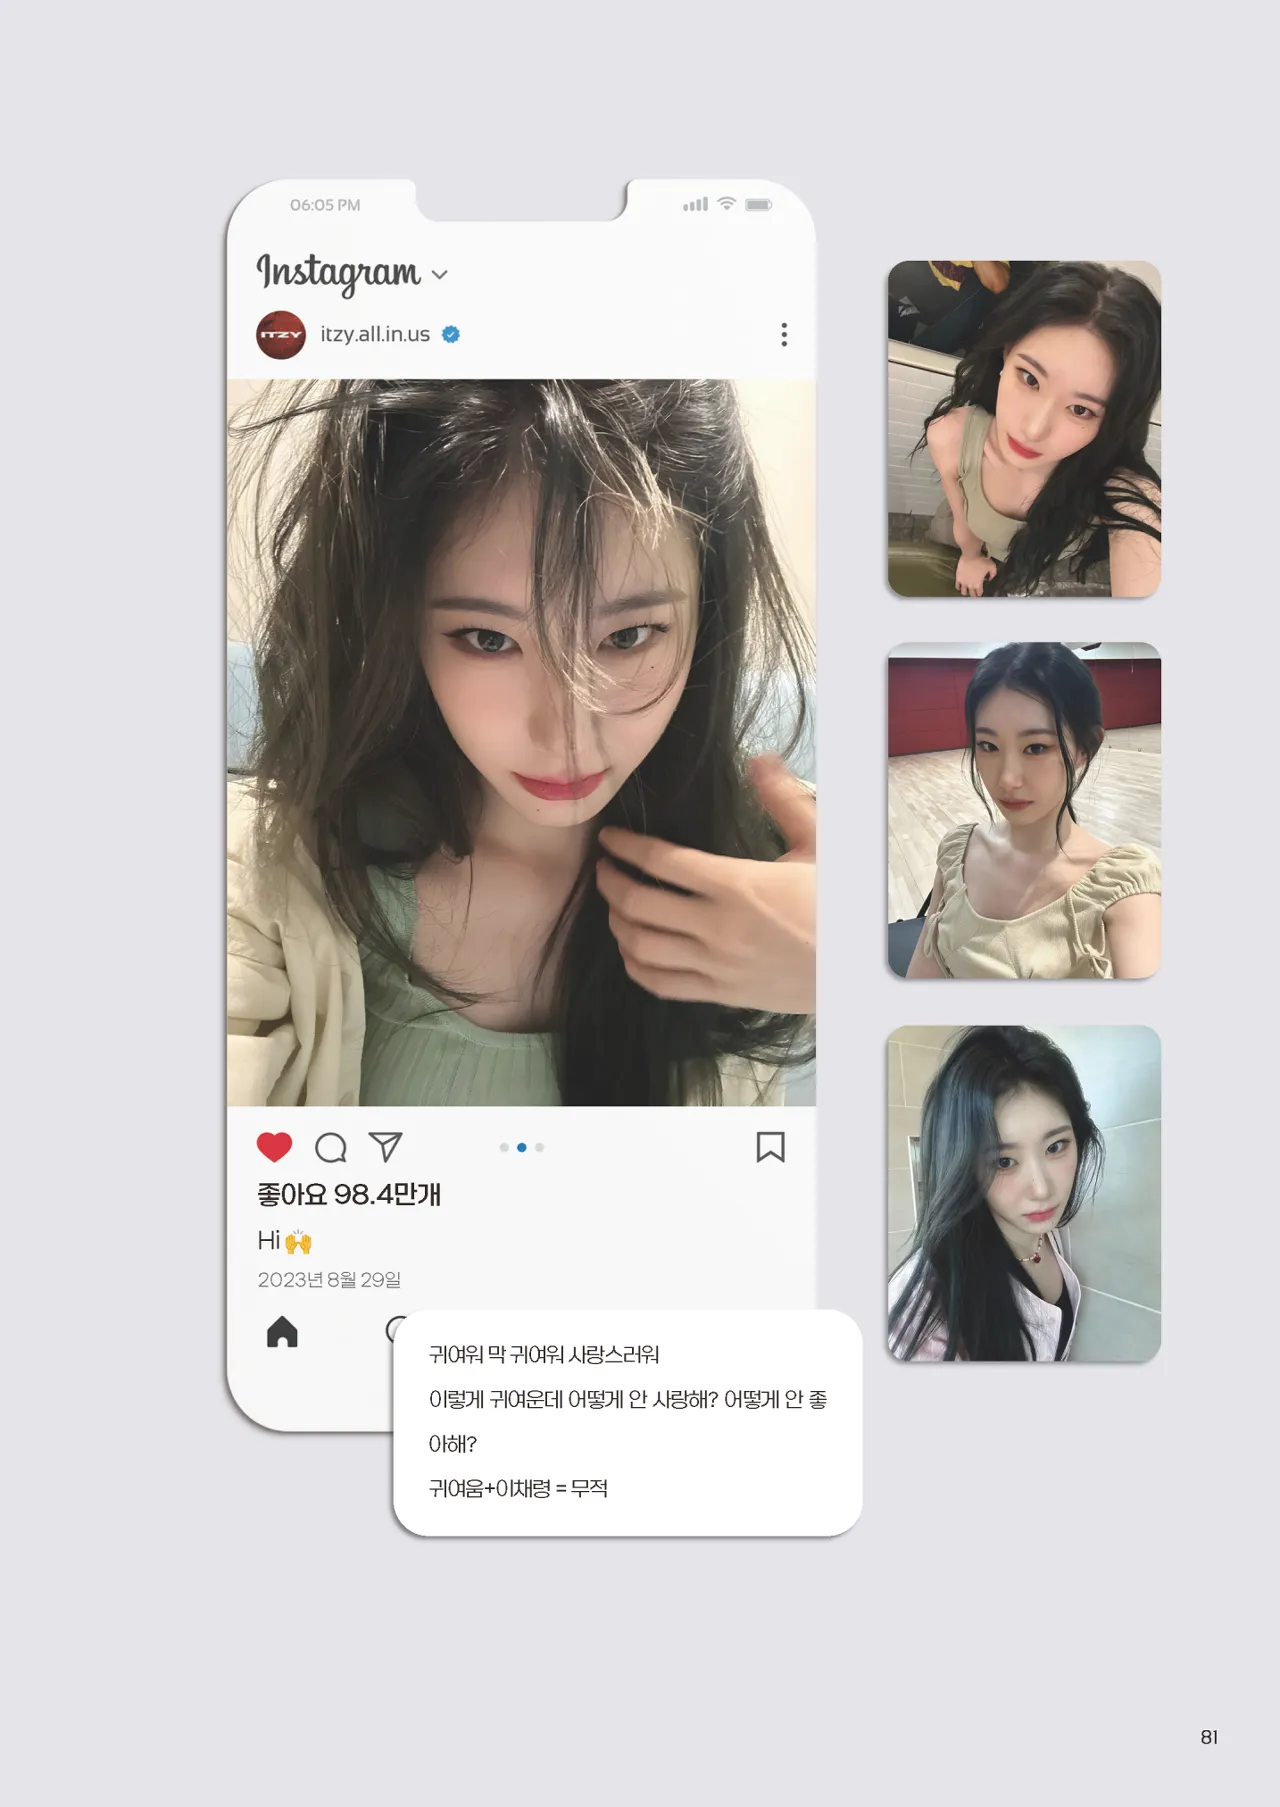 06:05 PM
Instagram
ITZY
itzy.all.in.us
좋아요 98.4만개
Hi 🙌
2023년 8월 29일
귀여워 막 귀여워 사랑스러워
이렇게 귀여운데 어떻게 안 사랑해? 어떻게 안 좋
아해?
귀여움+이채령 = 무적
81